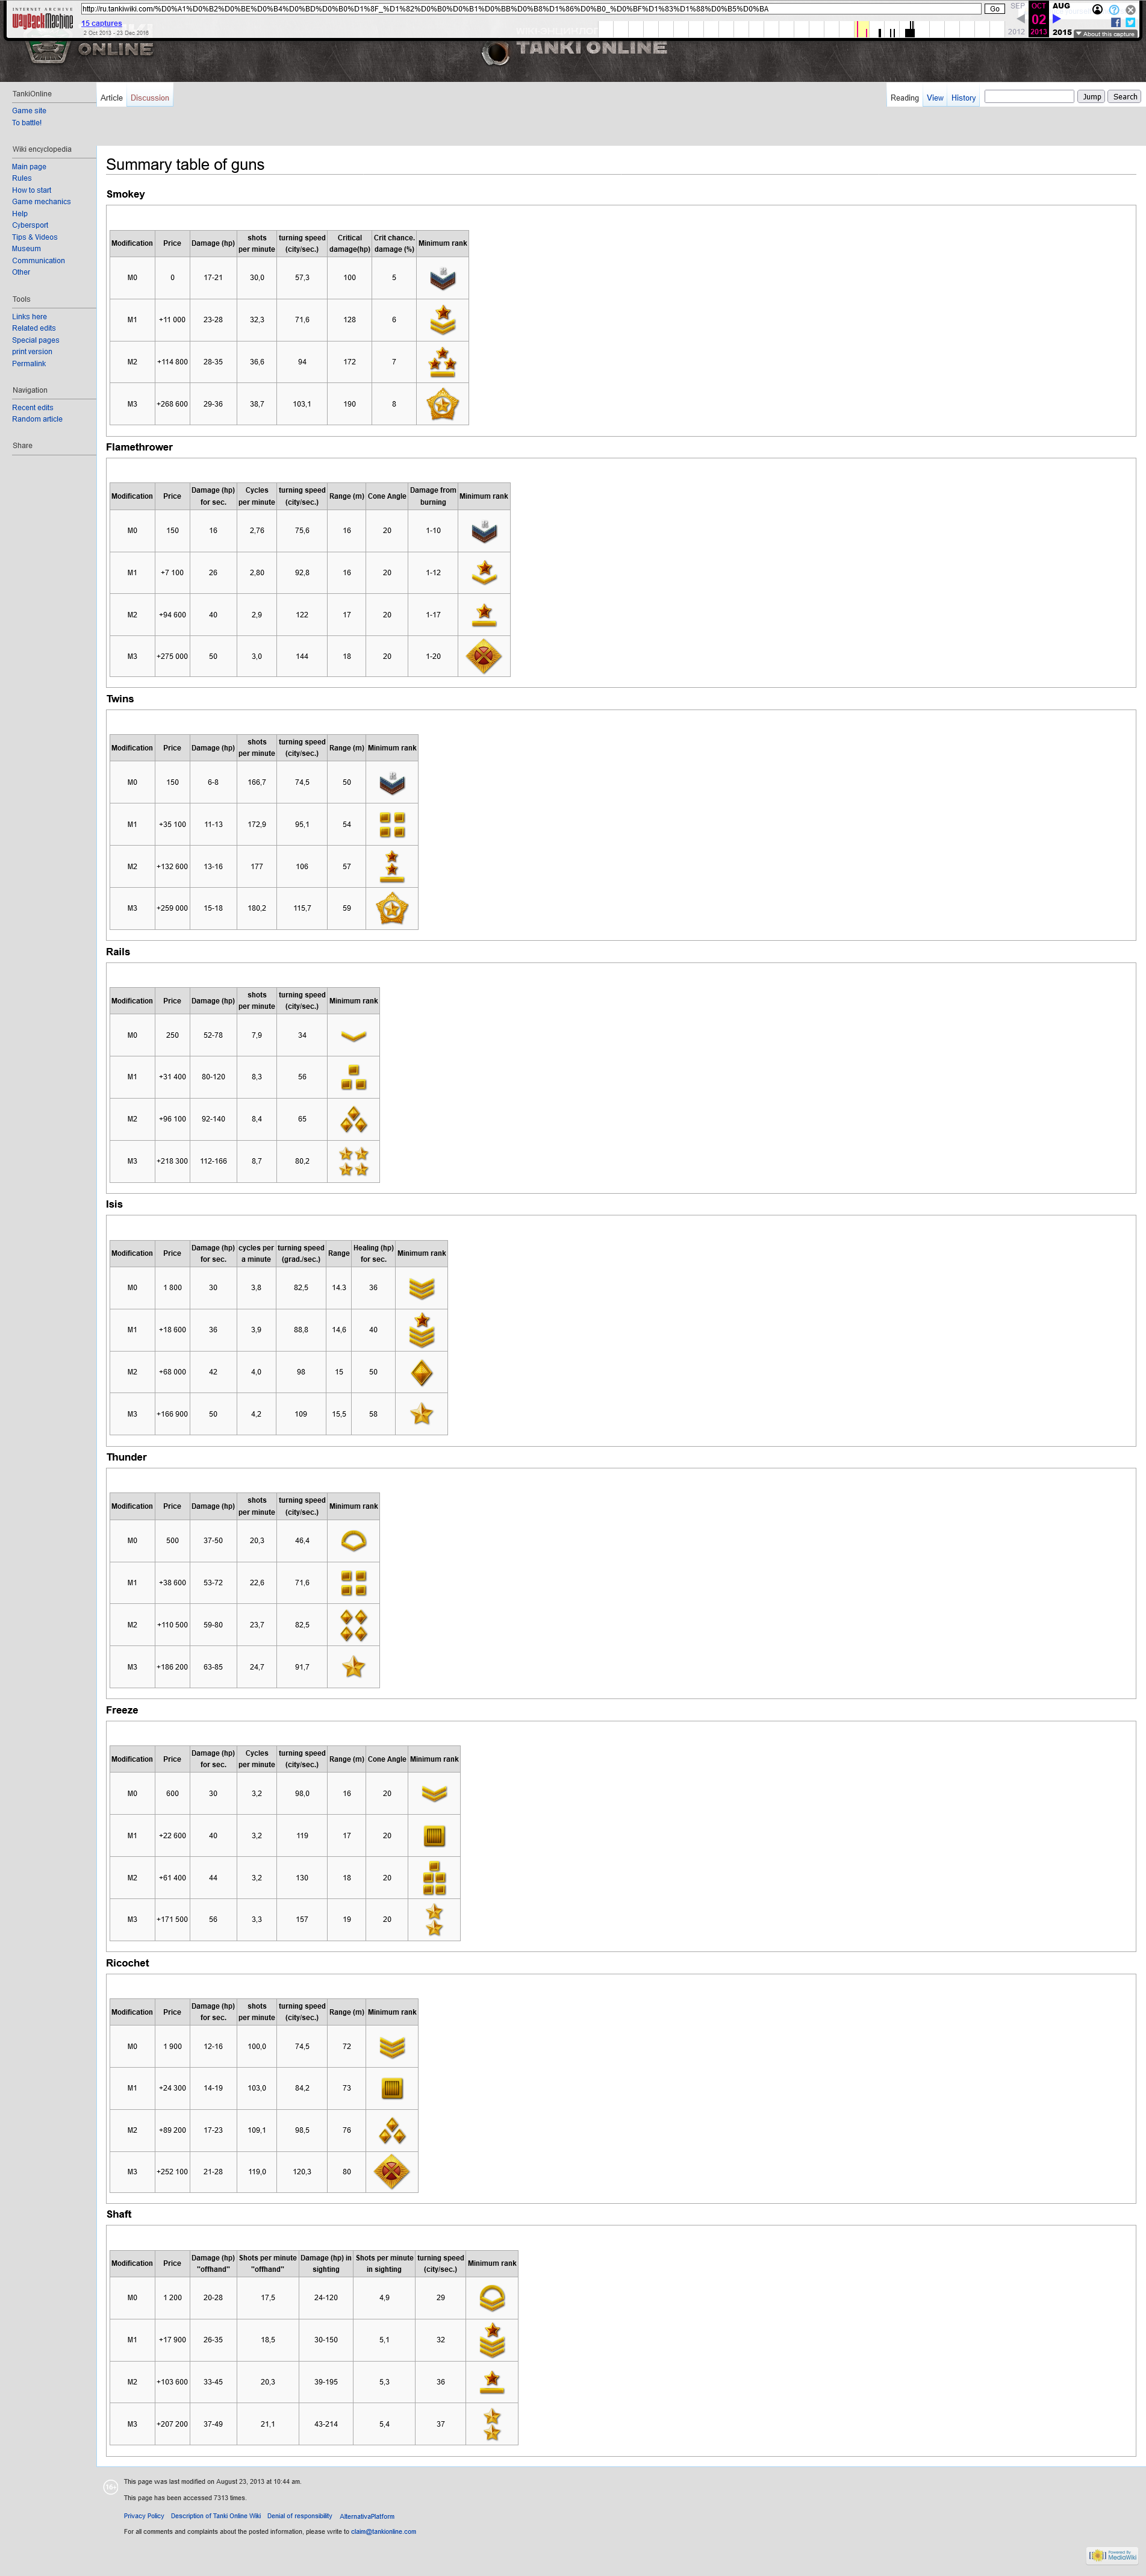 INTERNET ARCHIVE
WayBackMachine
http://ru.tankiwiki.com/%D0%A1%D0%B2%D0%BE%D0%B4%D0%BD%D0%B0%D1%8F_%D1%82%D0%B0%D0%B1%D0%BB%D0%B8%D1%86%D0%B0_%D0%BF%D1%83%D1%88%D0%B5%D0%BA
Go
SEP OCT AUG
15 captures
02
2 Oct 2013 - 23 Dec 2016
2012 2013 2015
About this capture
ONLINE
TANKI ONLINE
TankiOnline
Game site
To battle!
Wiki encyclopedia
Main page
Rules
How to start
Game mechanics
Help
Cybersport
Tips & Videos
Museum
Communication
Other
Tools
Links here
Related edits
Special pages
print version
Permalink
Navigation
Recent edits
Random article
Share
Article Discussion
Reading View History Jump Search
Summary table of guns
Smokey
Modification Price Damage (hp) shots per minute turning speed (city/sec.) Critical damage(hp) Crit chance. damage (%) Minimum rank
M0 0 17-21 30,0 57,3 100 5
M1 +11 000 23-28 32,3 71,6 128 6
M2 +114 800 28-35 36,6 94 172 7
M3 +268 600 29-36 38,7 103,1 190 8
Flamethrower
Modification Price Damage (hp) for sec. Cycles per minute turning speed (city/sec.) Range (m) Cone Angle Damage from burning Minimum rank
M0 150 16 2,76 75,6 16 20 1-10
M1 +7 100 26 2,80 92,8 16 20 1-12
M2 +94 600 40 2,9 122 17 20 1-17
M3 +275 000 50 3,0 144 18 20 1-20
Twins
Modification Price Damage (hp) shots per minute turning speed (city/sec.) Range (m) Minimum rank
M0 150 6-8 166,7 74,5 50
M1 +35 100 11-13 172,9 95,1 54
M2 +132 600 13-16 177 106 57
M3 +259 000 15-18 180,2 115,7 59
Rails
Modification Price Damage (hp) shots per minute turning speed (city/sec.) Minimum rank
M0 250 52-78 7,9 34
M1 +31 400 80-120 8,3 56
M2 +96 100 92-140 8,4 65
M3 +218 300 112-166 8,7 80,2
Isis
Modification Price Damage (hp) for sec. cycles per a minute turning speed (grad./sec.) Range Healing (hp) for sec. Minimum rank
M0 1 800 30 3,8 82,5 14.3 36
M1 +18 600 36 3,9 88,8 14,6 40
M2 +68 000 42 4,0 98 15 50
M3 +166 900 50 4,2 109 15,5 58
Thunder
Modification Price Damage (hp) shots per minute turning speed (city/sec.) Minimum rank
M0 500 37-50 20,3 46,4
M1 +38 600 53-72 22,6 71,6
M2 +110 500 59-80 23,7 82,5
M3 +186 200 63-85 24,7 91,7
Freeze
Modification Price Damage (hp) for sec. Cycles per minute turning speed (city/sec.) Range (m) Cone Angle Minimum rank
M0 600 30 3,2 98,0 16 20
M1 +22 600 40 3,2 119 17 20
M2 +61 400 44 3,2 130 18 20
M3 +171 500 56 3,3 157 19 20
Ricochet
Modification Price Damage (hp) for sec. shots per minute turning speed (city/sec.) Range (m) Minimum rank
M0 1 900 12-16 100,0 74,5 72
M1 +24 300 14-19 103,0 84,2 73
M2 +89 200 17-23 109,1 98,5 76
M3 +252 100 21-28 119,0 120,3 80
Shaft
Modification Price Damage (hp) "offhand" Shots per minute "offhand" Damage (hp) in sighting Shots per minute in sighting turning speed (city/sec.) Minimum rank
M0 1 200 20-28 17,5 24-120 4,9 29
M1 +17 900 26-35 18,5 30-150 5,1 32
M2 +103 600 33-45 20,3 39-195 5,3 36
M3 +207 200 37-49 21,1 43-214 5,4 37
This page was last modified on August 23, 2013 at 10:44 am.
This page has been accessed 7313 times.
Privacy Policy Description of Tanki Online Wiki Denial of responsibility AlternativaPlatform
For all comments and complaints about the posted information, please write to claim@tankionline.com
Powered By
MediaWiki